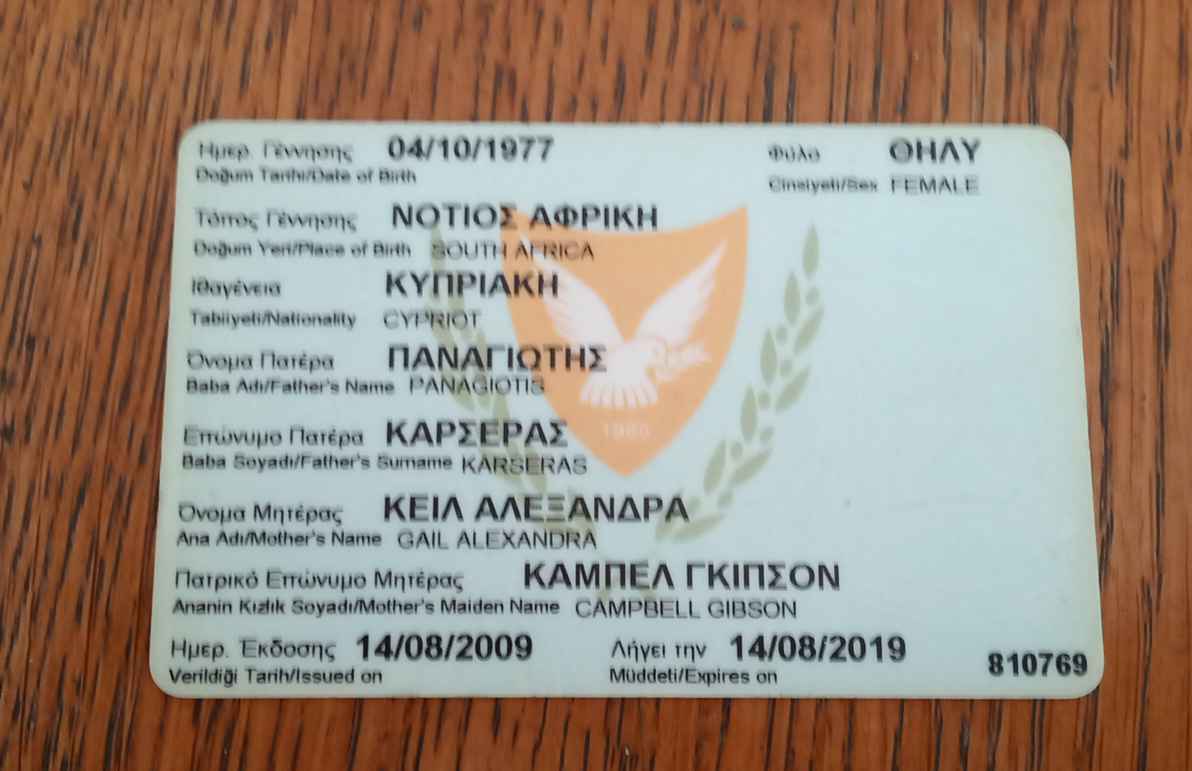 Ημερ. Γέννησης 04/10/1977 Φύλο ΘΗΛΥ
Doğum Tarihi/Date of Birth Cinsiyeti/Sex FEMALE
Τόπος Γέννησης ΝΟΤΙΟΣ ΑΦΡΙΚΗ
Doğum Yeri/Place of Birth SOUTH AFRICA
Ιθαγένεια ΚΥΠΡΙΑΚΗ
Tabiiyeti/Nationality CYPRIOT
Όνομα Πατέρα ΠΑΝΑΓΙΩΤΗΣ
Baba Adı/Father's Name PANAGIOTIS
Επώνυμο Πατέρα ΚΑΡΣΕΡΑΣ
Baba Soyadı/Father's Surname KARSERAS
1960
Όνομα Μητέρας ΚΕΙΛ ΑΛΕΞΑΝΔΡΑ
Ana Adı/Mother's Name GAIL ALEXANDRA
Πατρικό Επώνυμο Μητέρας ΚΑΜΠΕΛ ΓΚΙΠΣΟΝ
Ananin Kızlık Soyadı/Mother's Maiden Name CAMPBELL GIBSON
Ημερ. Έκδοσης 14/08/2009 Λήγει την 14/08/2019
Verildiği Tarih/Issued on Müddeti/Expires on 810769